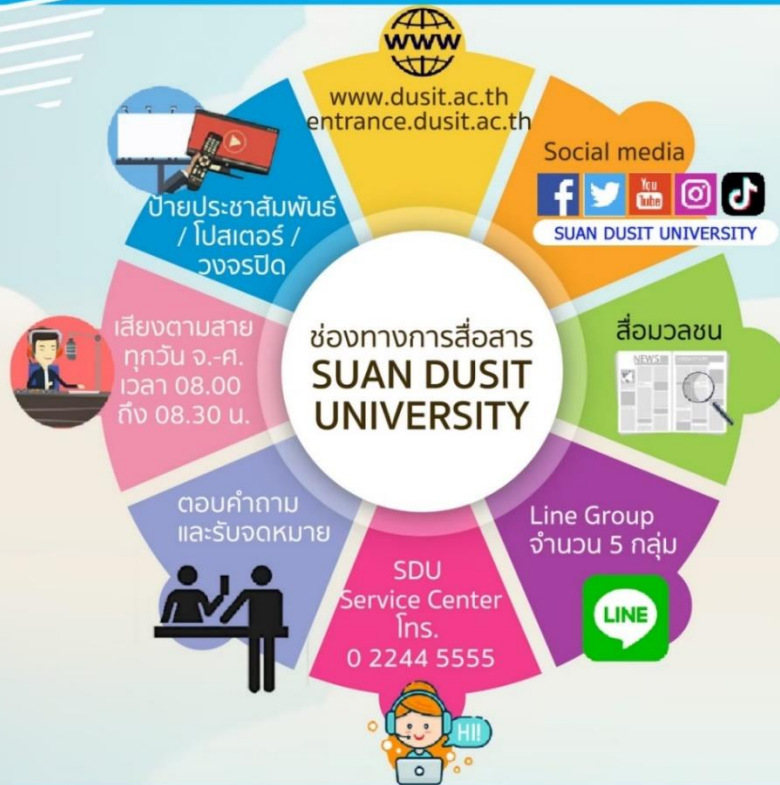 www
www.dusit.ac.th
entrance.dusit.ac.th
Social media
You
Tube
SUAN DUSIT UNIVERSITY
สื่อมวลชน
NEWS
Line Group
จำนวน 5 กลุ่ม
LINE
SDU
Service Center
โทร.
0 2244 5555
HI!
ตอบคำถาม
และรับจดหมาย
เสียงตามสาย
ทุกวัน จ.-ศ.
เวลา 08.00
ถึง 08.30 น.
ป้ายประชาสัมพันธ์
/ โปสเตอร์ /
วงจรปิด
ช่องทางการสื่อสาร
SUAN DUSIT
UNIVERSITY